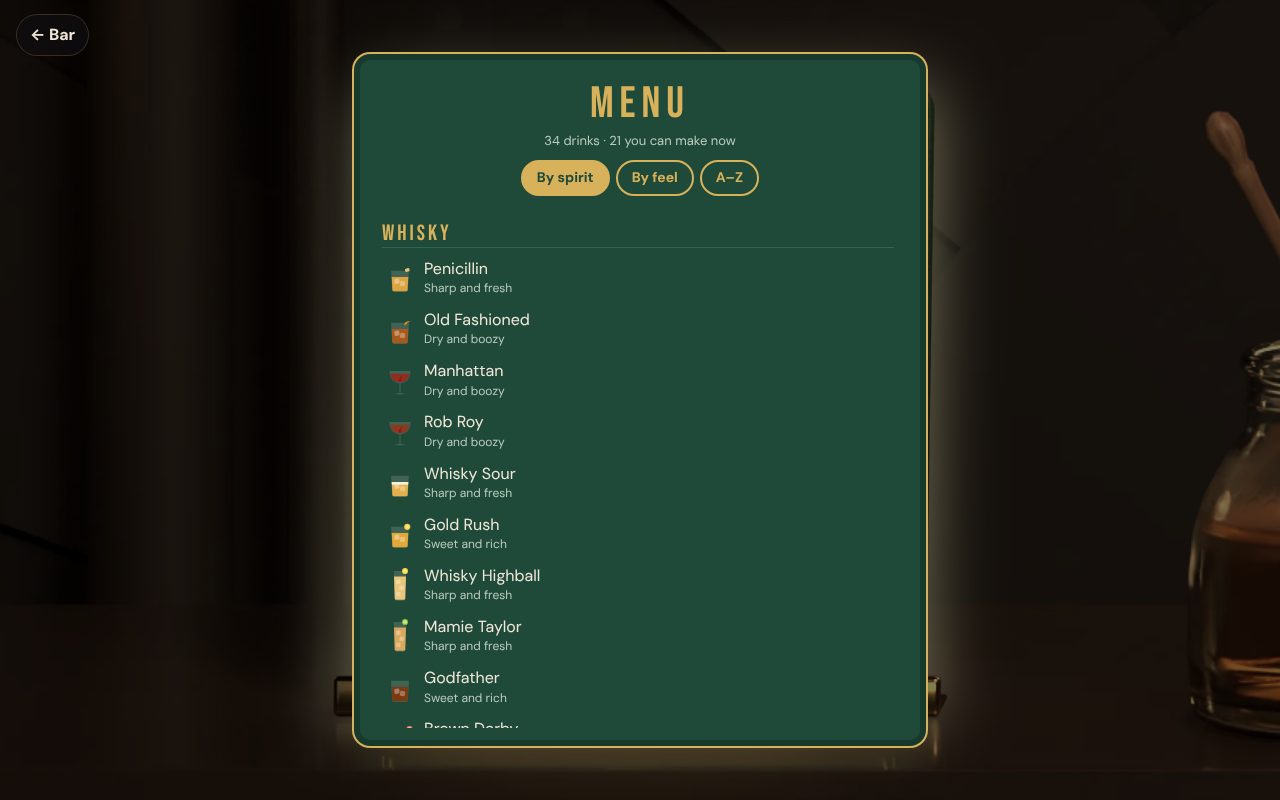 ← Bar
MENU
34 drinks · 21 you can make now
By spirit
By feel
A–Z
WHISKY
Penicillin
Sharp and fresh
Old Fashioned
Dry and boozy
Manhattan
Dry and boozy
Rob Roy
Dry and boozy
Whisky Sour
Sharp and fresh
Gold Rush
Sweet and rich
Whisky Highball
Sharp and fresh
Mamie Taylor
Sharp and fresh
Godfather
Sweet and rich
Brown Derby